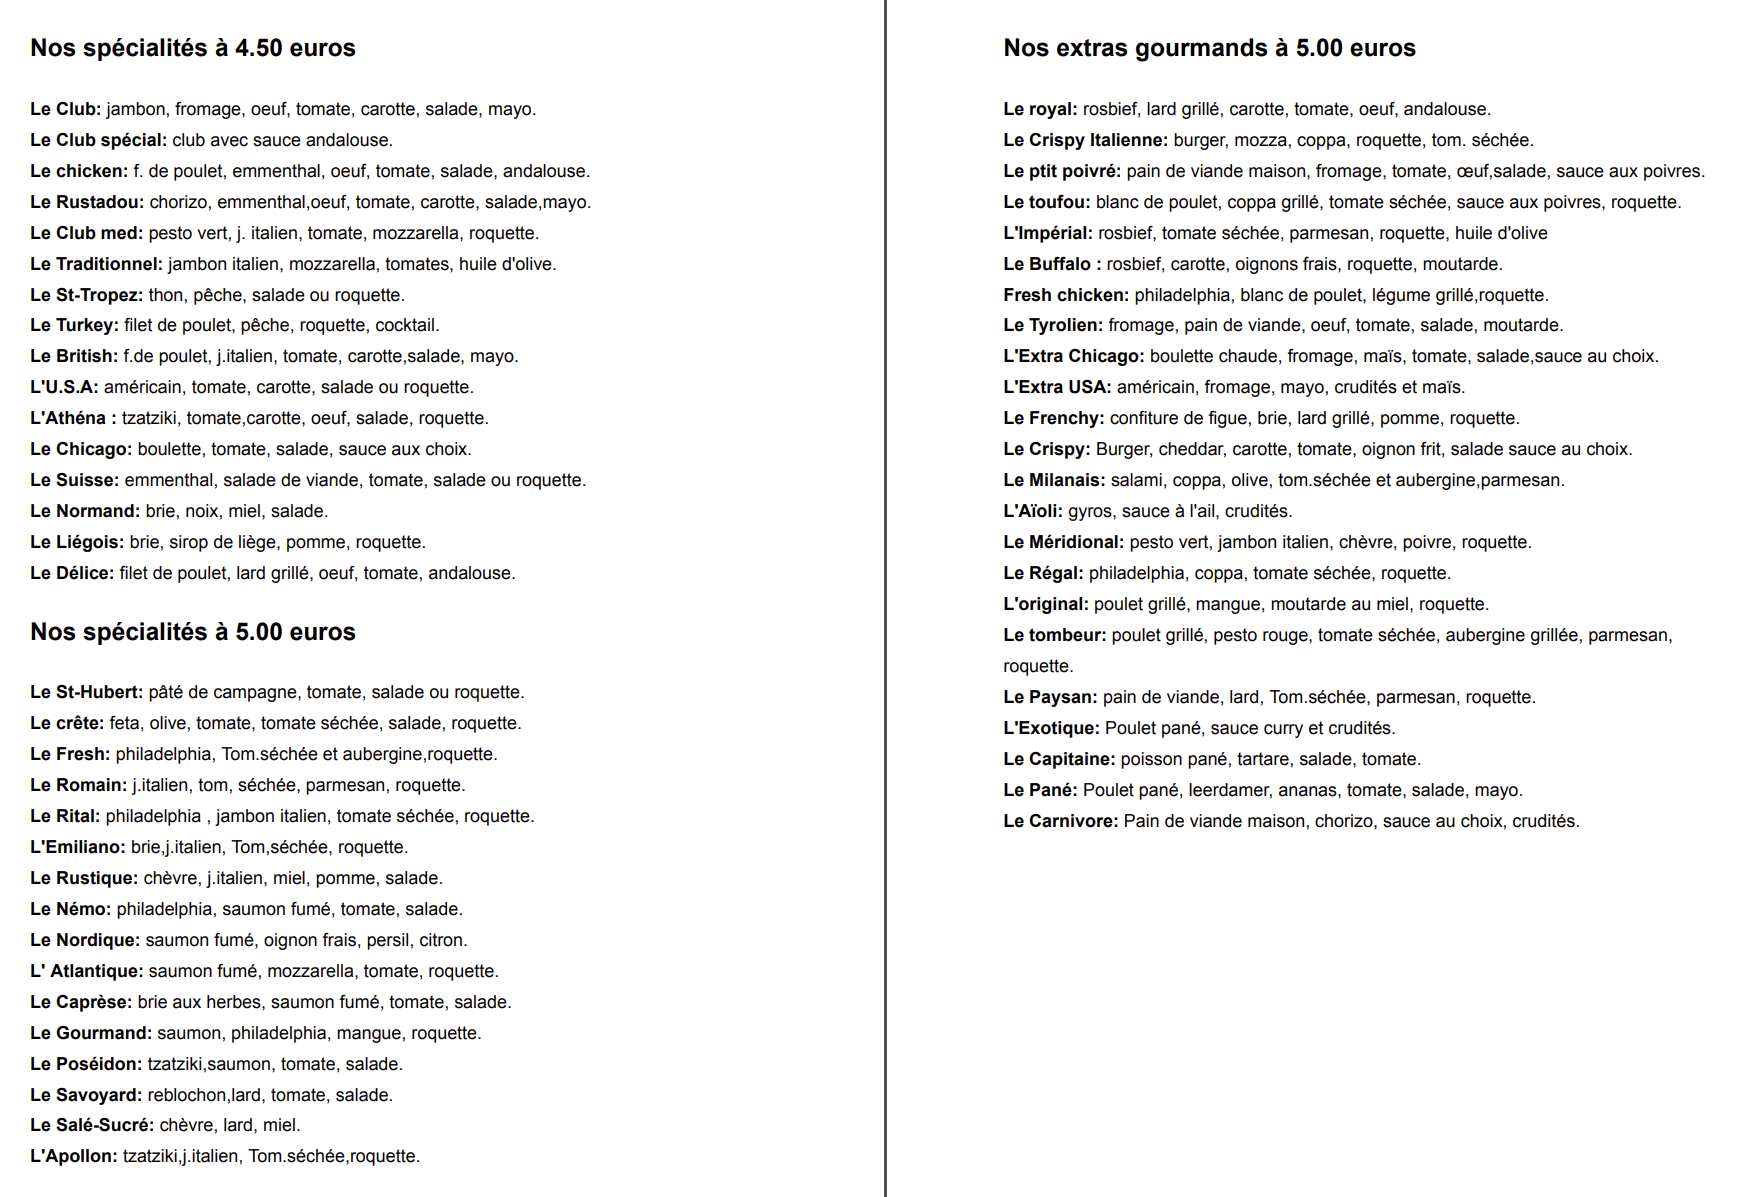 Nos spécialités à 4.50 euros
Le Club: jambon, fromage, oeuf, tomate, carotte, salade, mayo.
Le Club spécial: club avec sauce andalouse.
Le chicken: f. de poulet, emmenthal, oeuf, tomate, salade, andalouse.
Le Rustadou: chorizo, emmenthal,oeuf, tomate, carotte, salade,mayo.
Le Club med: pesto vert, j. italien, tomate, mozzarella, roquette.
Le Traditionnel: jambon italien, mozzarella, tomates, huile d'olive.
Le St-Tropez: thon, pêche, salade ou roquette.
Le Turkey: filet de poulet, pêche, roquette, cocktail.
Le British: f.de poulet, j.italien, tomate, carotte,salade, mayo.
L'U.S.A: américain, tomate, carotte, salade ou roquette.
L'Athéna : tzatziki, tomate,carotte, oeuf, salade, roquette.
Le Chicago: boulette, tomate, salade, sauce aux choix.
Le Suisse: emmenthal, salade de viande, tomate, salade ou roquette.
Le Normand: brie, noix, miel, salade.
Le Liégois: brie, sirop de liège, pomme, roquette.
Le Délice: filet de poulet, lard grillé, oeuf, tomate, andalouse.
Nos spécialités à 5.00 euros
Le St-Hubert: pâté de campagne, tomate, salade ou roquette.
Le crête: feta, olive, tomate, tomate séchée, salade, roquette.
Le Fresh: philadelphia, Tom.séchée et aubergine,roquette.
Le Romain: j.italien, tom, séchée, parmesan, roquette.
Le Rital: philadelphia , jambon italien, tomate séchée, roquette.
L'Emiliano: brie,j.italien, Tom,séchée, roquette.
Le Rustique: chèvre, j.italien, miel, pomme, salade.
Le Némo: philadelphia, saumon fumé, tomate, salade.
Le Nordique: saumon fumé, oignon frais, persil, citron.
L' Atlantique: saumon fumé, mozzarella, tomate, roquette.
Le Caprèse: brie aux herbes, saumon fumé, tomate, salade.
Le Gourmand: saumon, philadelphia, mangue, roquette.
Le Poséidon: tzatziki,saumon, tomate, salade.
Le Savoyard: reblochon,lard, tomate, salade.
Le Salé-Sucré: chèvre, lard, miel.
L'Apollon: tzatziki,j.italien, Tom.séchée,roquette.
Nos extras gourmands à 5.00 euros
Le royal: rosbief, lard grillé, carotte, tomate, oeuf, andalouse.
Le Crispy Italienne: burger, mozza, coppa, roquette, tom. séchée.
Le ptit poivré: pain de viande maison, fromage, tomate, œuf,salade, sauce aux poivres.
Le toufou: blanc de poulet, coppa grillé, tomate séchée, sauce aux poivres, roquette.
L'Impérial: rosbief, tomate séchée, parmesan, roquette, huile d'olive
Le Buffalo : rosbief, carotte, oignons frais, roquette, moutarde.
Fresh chicken: philadelphia, blanc de poulet, légume grillé,roquette.
Le Tyrolien: fromage, pain de viande, oeuf, tomate, salade, moutarde.
L'Extra Chicago: boulette chaude, fromage, maïs, tomate, salade,sauce au choix.
L'Extra USA: américain, fromage, mayo, crudités et maïs.
Le Frenchy: confiture de figue, brie, lard grillé, pomme, roquette.
Le Crispy: Burger, cheddar, carotte, tomate, oignon frit, salade sauce au choix.
Le Milanais: salami, coppa, olive, tom.séchée et aubergine,parmesan.
L'Aïoli: gyros, sauce à l'ail, crudités.
Le Méridional: pesto vert, jambon italien, chèvre, poivre, roquette.
Le Régal: philadelphia, coppa, tomate séchée, roquette.
L'original: poulet grillé, mangue, moutarde au miel, roquette.
Le tombeur: poulet grillé, pesto rouge, tomate séchée, aubergine grillée, parmesan,
roquette.
Le Paysan: pain de viande, lard, Tom.séchée, parmesan, roquette.
L'Exotique: Poulet pané, sauce curry et crudités.
Le Capitaine: poisson pané, tartare, salade, tomate.
Le Pané: Poulet pané, leerdamer, ananas, tomate, salade, mayo.
Le Carnivore: Pain de viande maison, chorizo, sauce au choix, crudités.